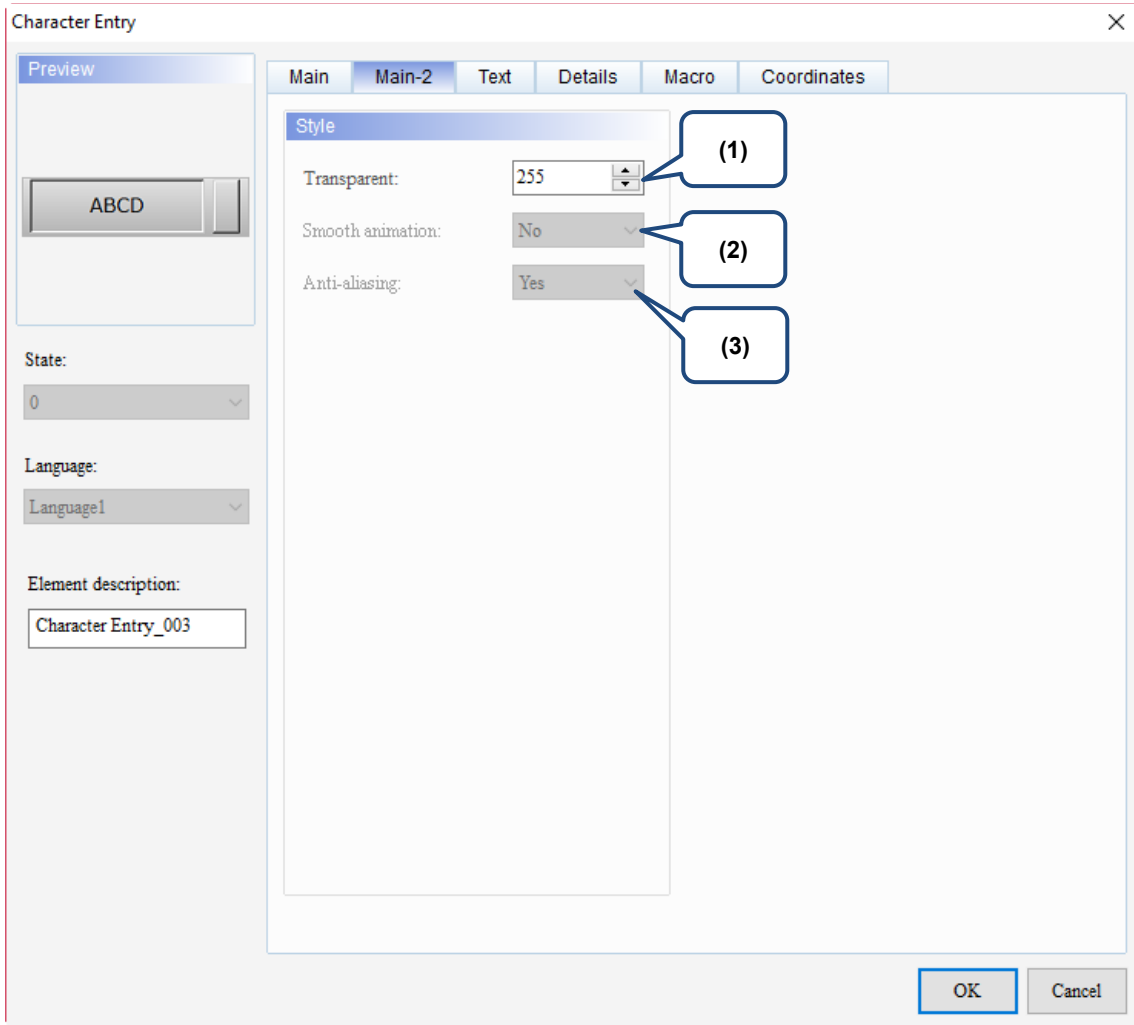 Character Entry
Preview
ABCD
State:
0
Language:
Language1
Element description:
Character Entry_003
Main Main-2 Text Details Macro Coordinates
Style
Transparent: 255
Smooth animation: No
Anti-aliasing: Yes
(1)
(2)
(3)
OK Cancel